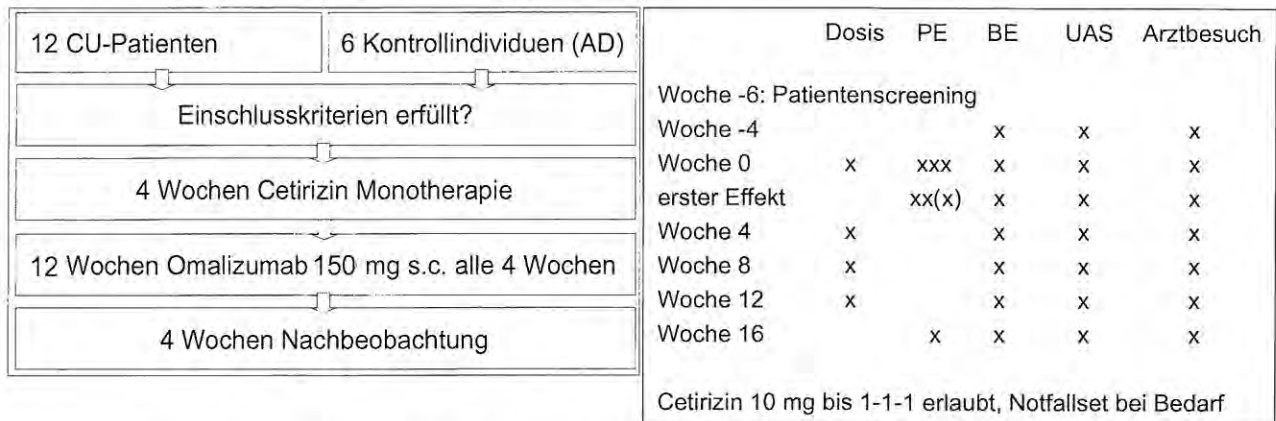 12 CU-Patienten
6 Kontrollindividuen (AD)
Einschlusskriterien erfüllt?
4 Wochen Cetirizin Monotherapie
12 Wochen Omalizumab 150 mg s.c. alle 4 Wochen
4 Wochen Nachbeobachtung
Dosis PE BE UAS Arztbesuch
Woche -6: Patientenscreening
Woche -4 x x x
Woche 0 x xxx x x x
erster Effekt xx(x) x x x
Woche 4 x x x x
Woche 8 x x x x
Woche 12 x x x x
Woche 16 x x x x
Cetirizin 10 mg bis 1-1-1 erlaubt, Notfallset bei Bedarf